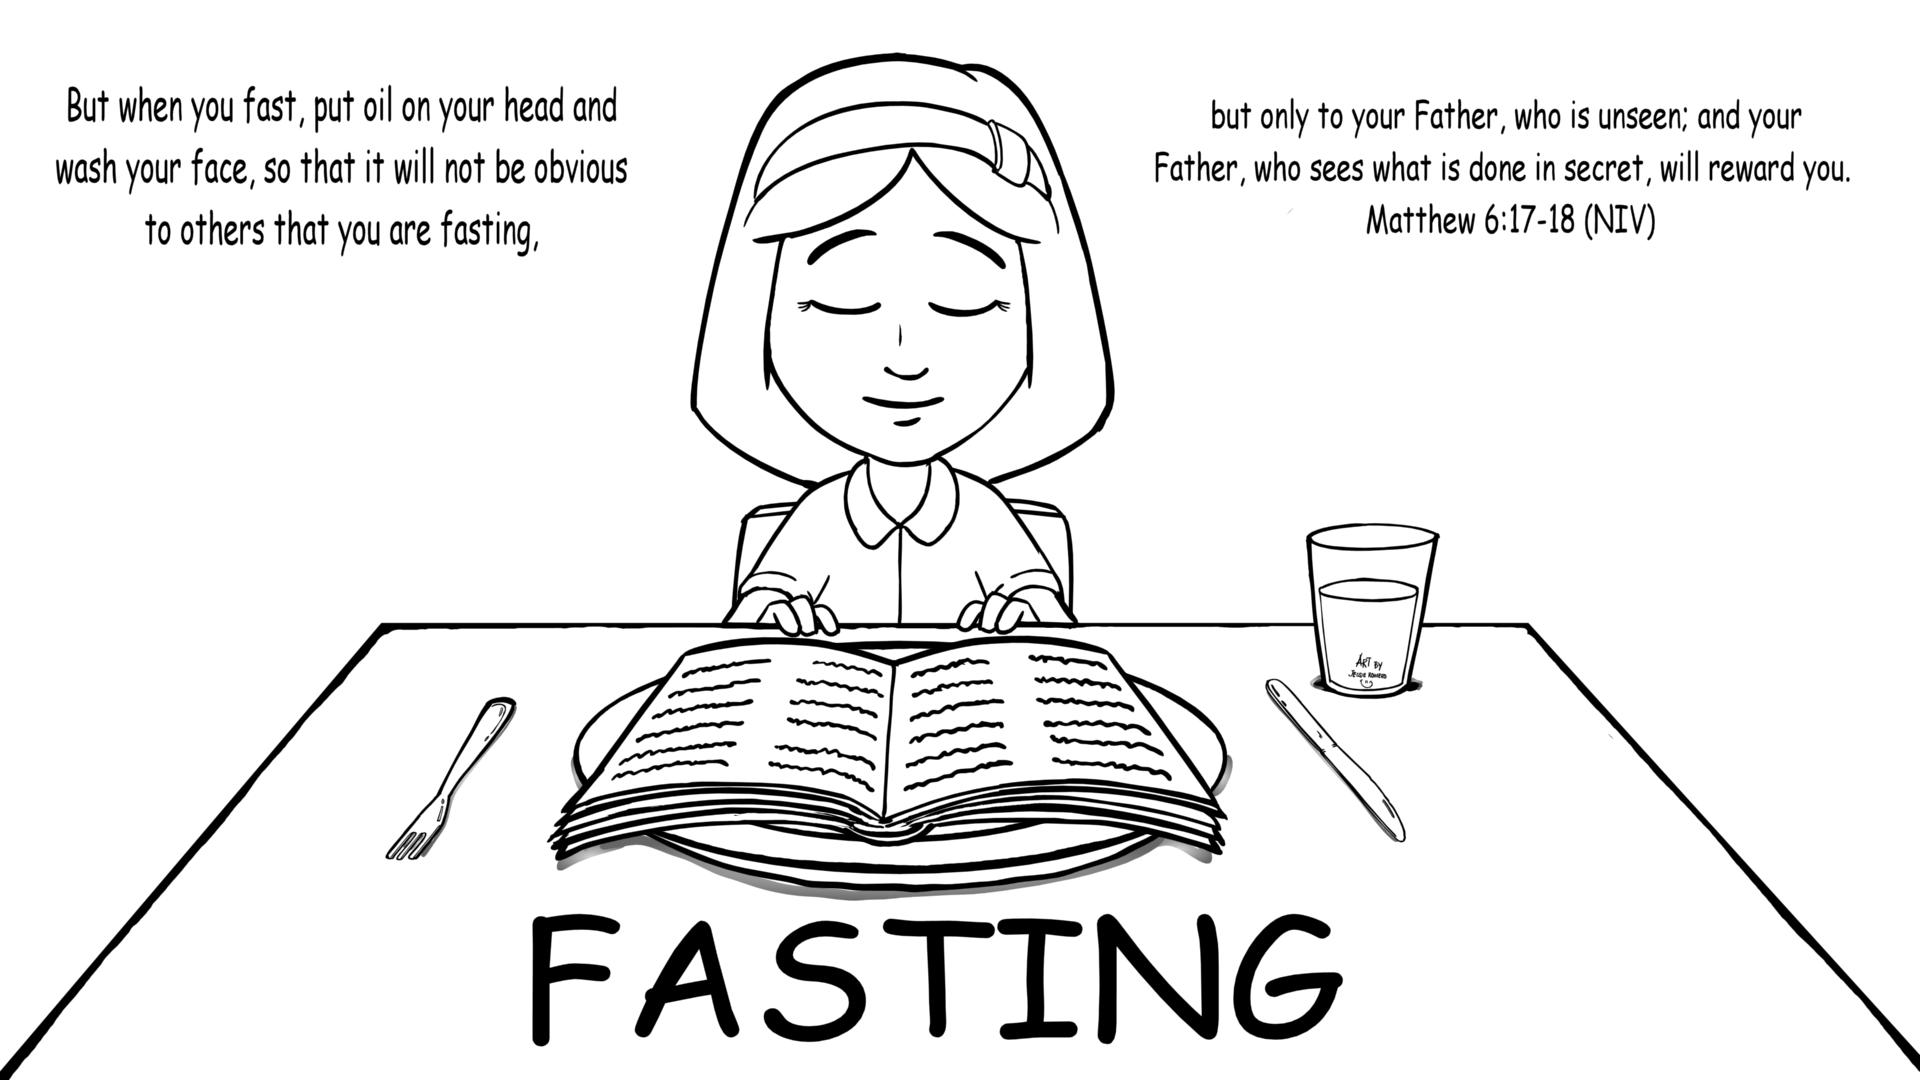 But when you fast, put oil on your head and
wash your face, so that it will not be obvious
to others that you are fasting,
but only to your Father, who is unseen; and your
Father, who sees what is done in secret, will reward you.
Matthew 6:17-18 (NIV)
ART BY
JESSIE ROMERO
FASTING